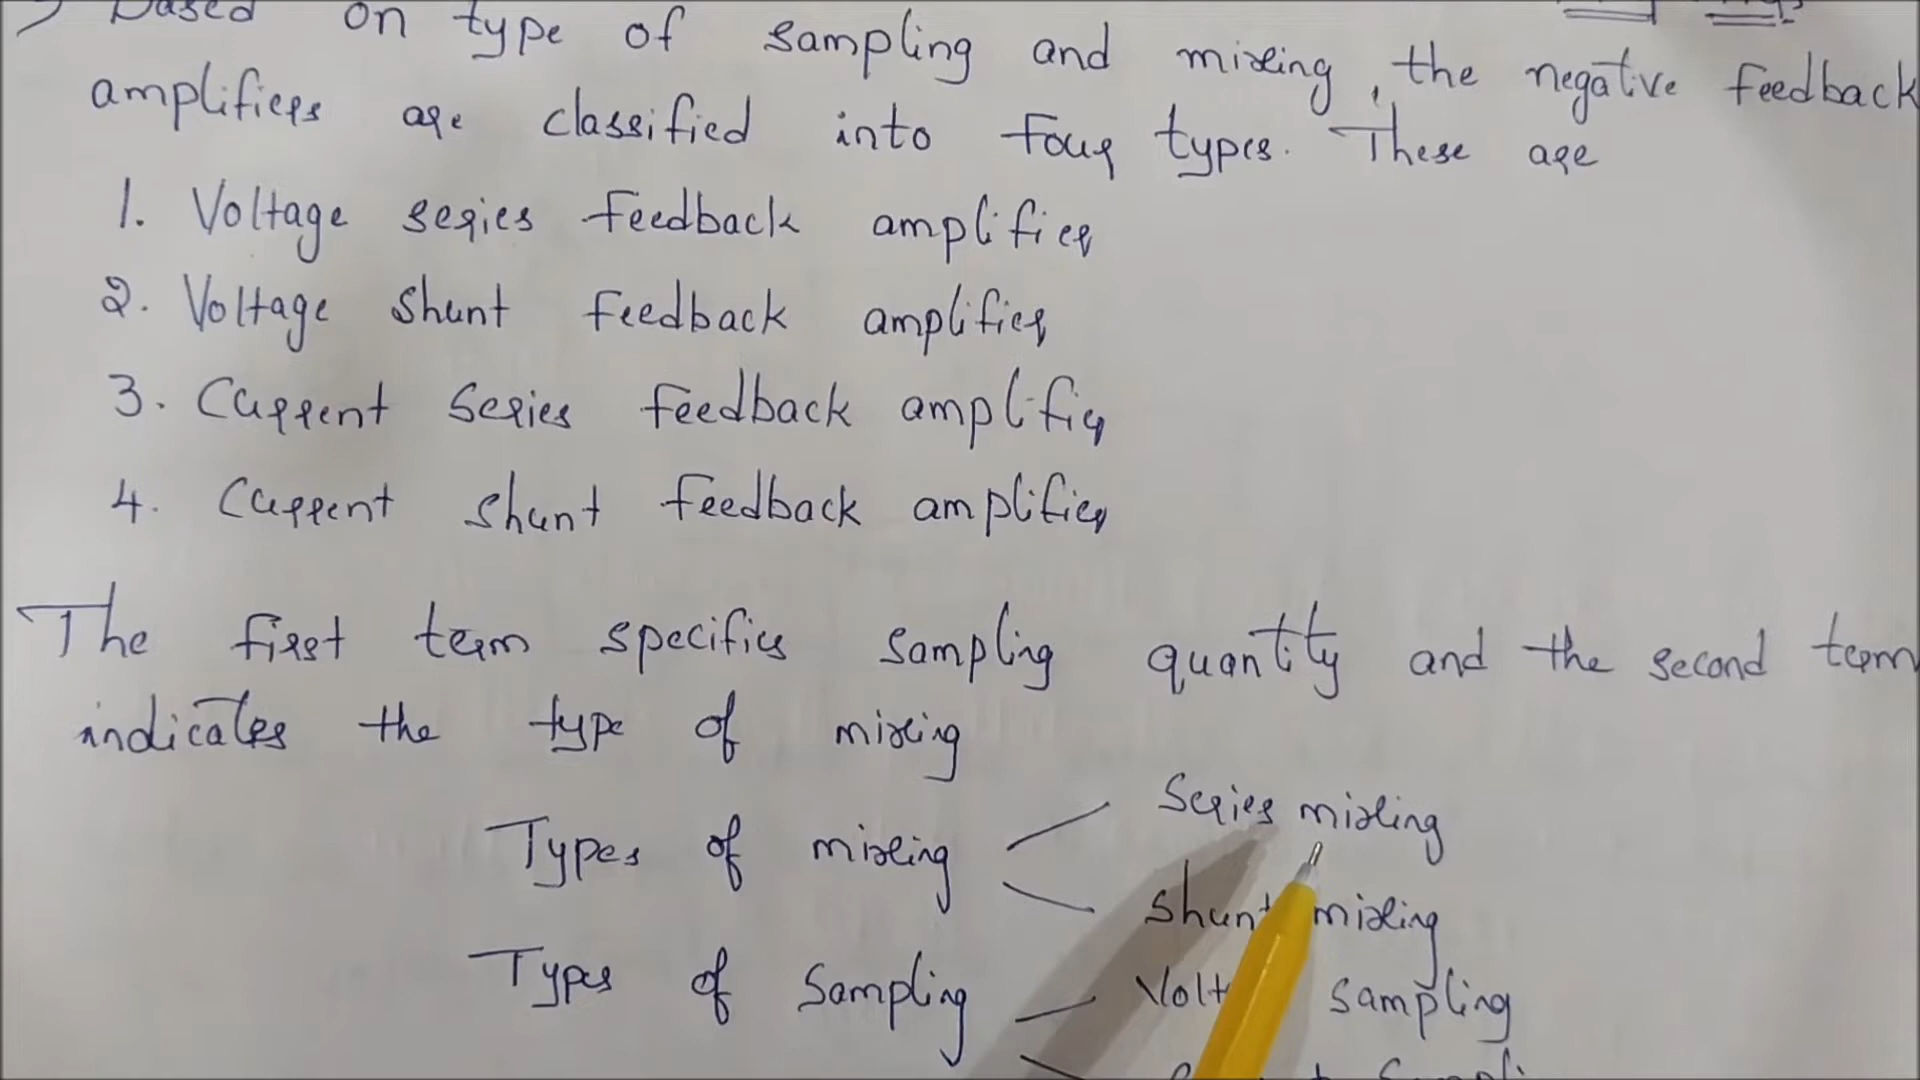 Based on type of sampling and mixing, the negative feedback
amplifiers are classified into four types. These are
1. Voltage series feedback amplifier
2. Voltage shunt feedback amplifier
3. Current series feedback amplifier
4. Current shunt feedback amplifier
The first term specifies sampling quantity and the second term
indicates the type of mixing
Types of mixing
Series mixing
Shunt mixing
Types of Sampling
sampling